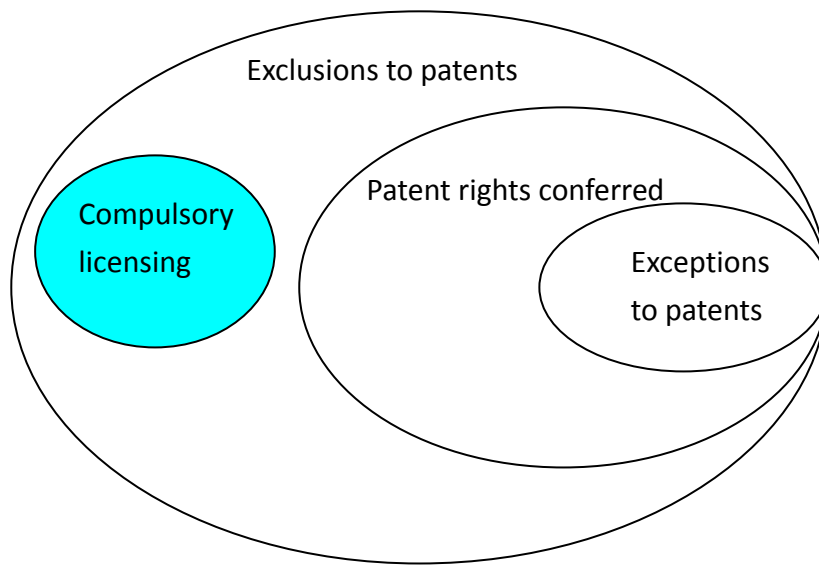 Exclusions to patents
Patent rights conferred
Compulsory
licensing
Exceptions
to patents